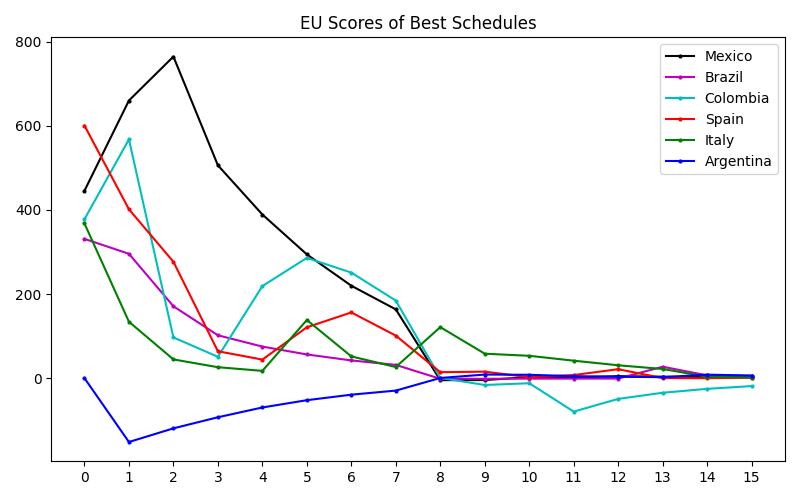 EU Scores of Best Schedules
800
600
400
200
0
0 1 2 3 4 5 6 7 8 9 10 11 12 13 14 15
Mexico
Brazil
Colombia
Spain
Italy
Argentina